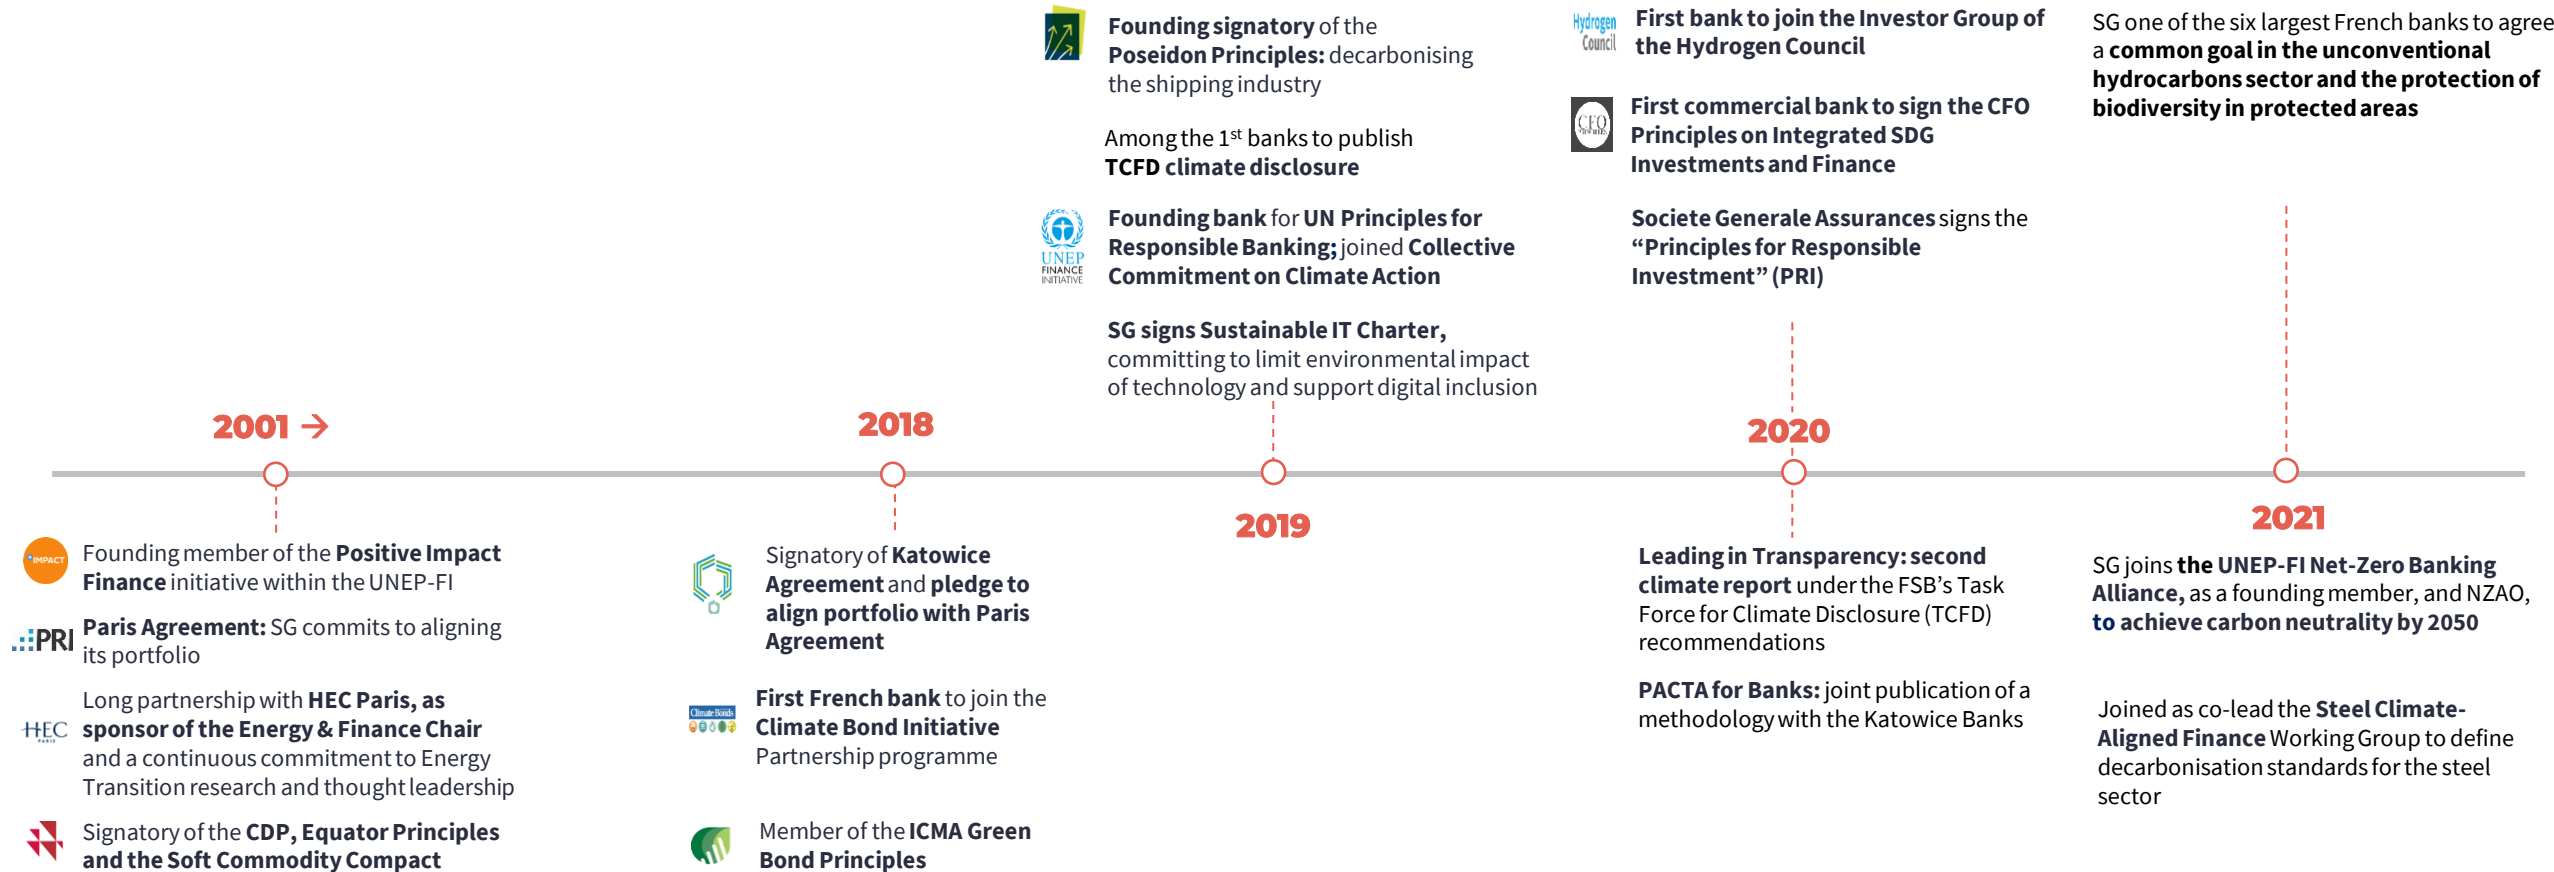 2001 →
IMPACT
Founding member of the Positive Impact
Finance initiative within the UNEP-FI
PRI
Paris Agreement: SG commits to aligning
its portfolio
HEC
PARIS
Long partnership with HEC Paris, as
sponsor of the Energy & Finance Chair
and a continuous commitment to Energy
Transition research and thought leadership
Signatory of the CDP, Equator Principles
and the Soft Commodity Compact
2018
Signatory of Katowice
Agreement and pledge to
align portfolio with Paris
Agreement
Climate Bonds
First French bank to join the
Climate Bond Initiative
Partnership programme
Member of the ICMA Green
Bond Principles
Founding signatory of the
Poseidon Principles: decarbonising
the shipping industry
Among the 1st banks to publish
TCFD climate disclosure
UNEP
FINANCE
INITIATIVE
Founding bank for UN Principles for
Responsible Banking; joined Collective
Commitment on Climate Action
SG signs Sustainable IT Charter,
committing to limit environmental impact
of technology and support digital inclusion
2019
Hydrogen
Council
First bank to join the Investor Group of
the Hydrogen Council
CFO
First commercial bank to sign the CFO
Principles on Integrated SDG
Investments and Finance
Societe Generale Assurances signs the
“Principles for Responsible
Investment” (PRI)
2020
Leading in Transparency: second
climate report under the FSB’s Task
Force for Climate Disclosure (TCFD)
recommendations
PACTA for Banks: joint publication of a
methodology with the Katowice Banks
SG one of the six largest French banks to agree
a common goal in the unconventional
hydrocarbons sector and the protection of
biodiversity in protected areas
2021
SG joins the UNEP-FI Net-Zero Banking
Alliance, as a founding member, and NZAO,
to achieve carbon neutrality by 2050
Joined as co-lead the Steel Climate-
Aligned Finance Working Group to define
decarbonisation standards for the steel
sector